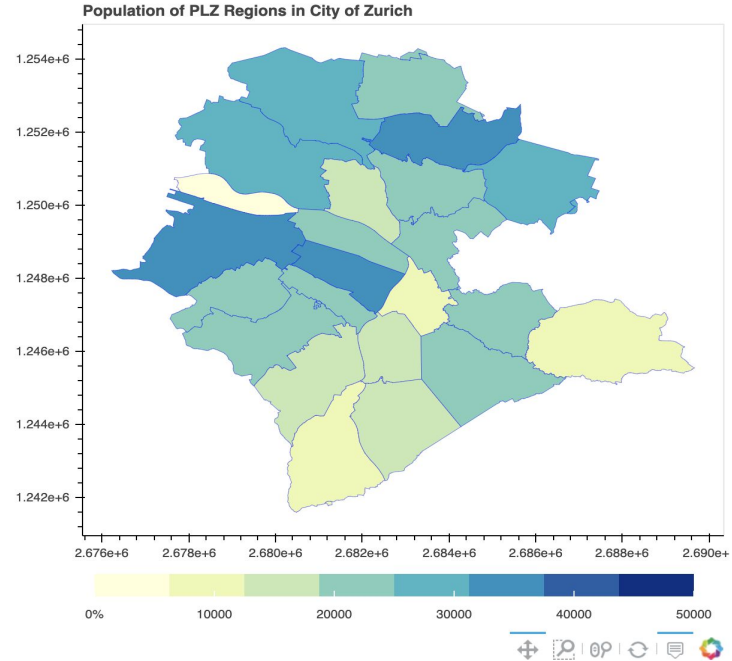 Population of PLZ Regions in City of Zurich
1.254e+6
1.252e+6
1.250e+6
1.248e+6
1.246e+6
1.244e+6
1.242e+6
2.676e+6 2.678e+6 2.680e+6 2.682e+6 2.684e+6 2.686e+6 2.688e+6 2.690e+
0% 10000 20000 30000 40000 50000